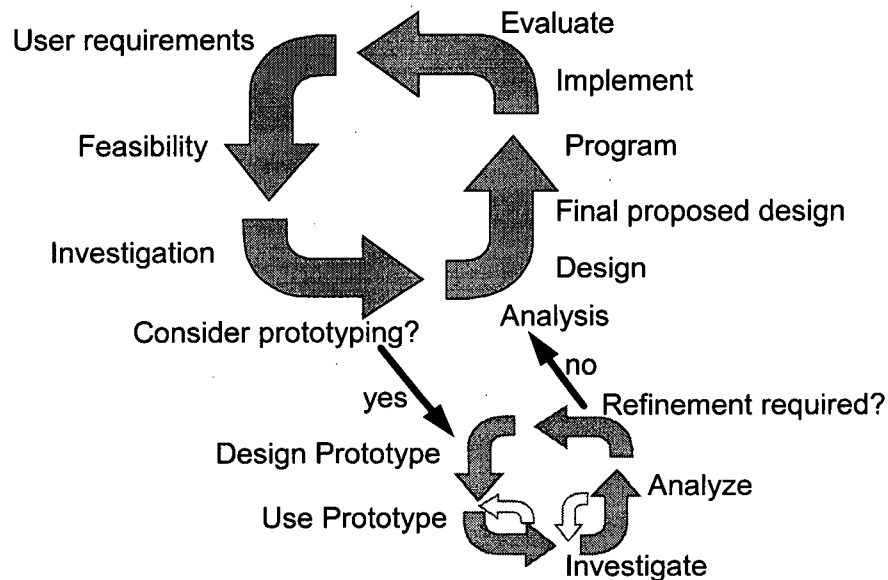 Evaluate
User requirements
Implement
Feasibility
Program
Final proposed design
Investigation
Design
Consider prototyping?
Analysis
no
yes
Refinement required?
Design Prototype
Analyze
Use Prototype
Investigate